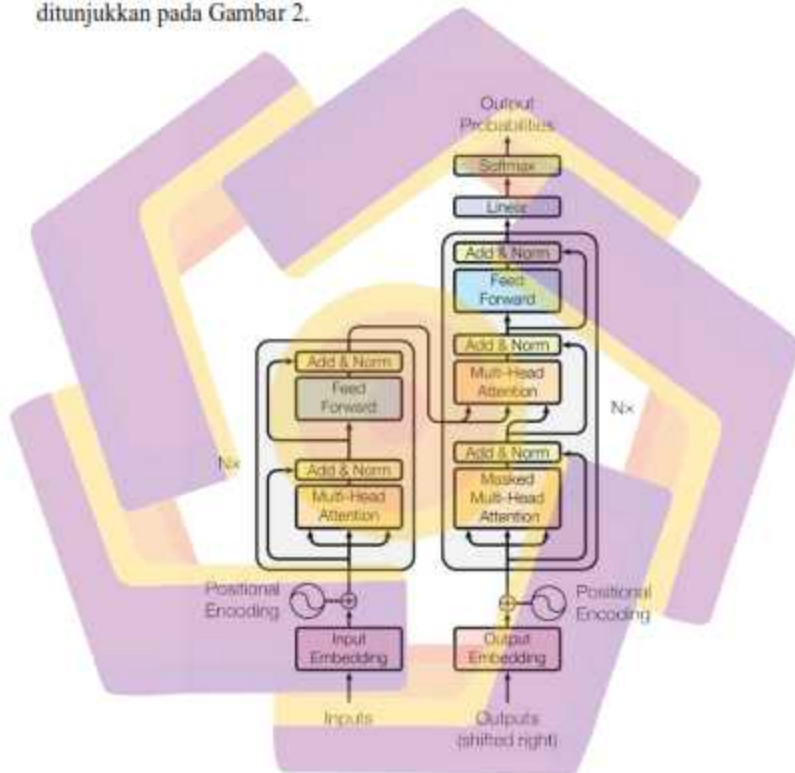 ditunjukkan pada Gambar 2.
Output
Probabilities
Softmax
Linear
Add & Norm
Feed
Forward
Add & Norm
Multi-Head
Attention
Add & Norm
Feed
Forward
Nx
Nx
Add & Norm
Multi-Head
Attention
Add & Norm
Masked
Multi-Head
Attention
Positional
Encoding
Positional
Encoding
Input
Embedding
Output
Embedding
Inputs
Outputs
(shifted right)